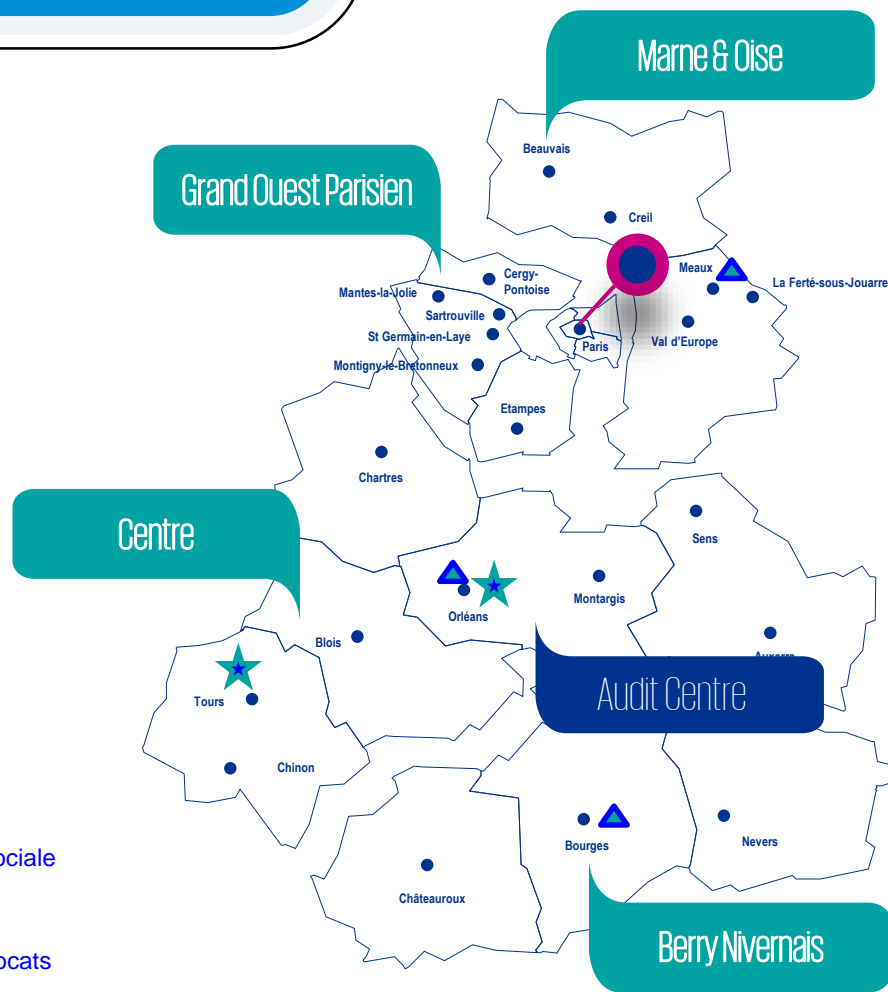 Marne & Oise
Beauvais
Grand Ouest Parisien
Creil
Meaux
Cergy-
Pontoise
La Ferté-sous-Jouarre
Mantes-la-Jolie
Sartrouville
St Germain-en-Laye
Paris
Val d'Europe
Montigny-le-Bretonneux
Etampes
Chartres
Centre
Sens
Montargis
Orléans
Blois
Auxerre
Audit Centre
Tours
Chinon
Nevers
Bourges
ociale
Châteauroux
Berry Nivernais
ocats